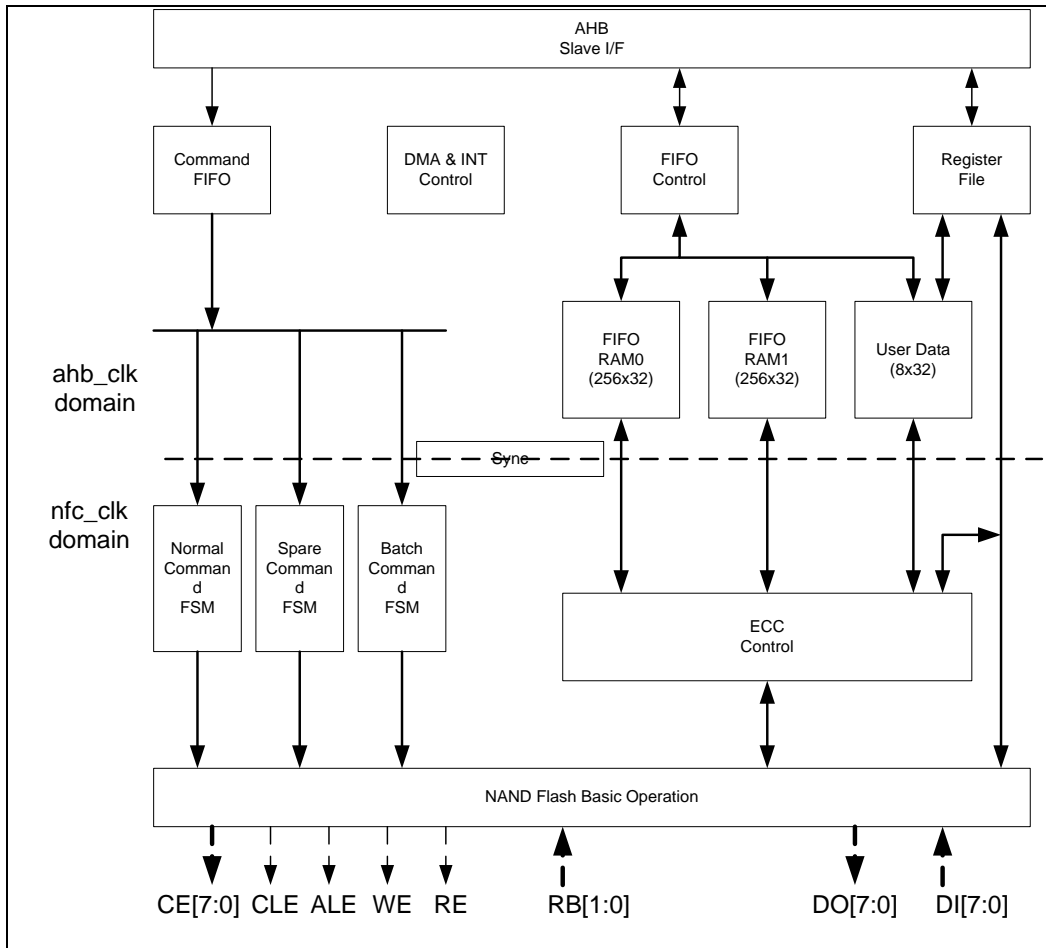 AHB
Slave I/F
Command
FIFO
DMA & INT
Control
FIFO
Control
Register
File
FIFO
RAM0
(256x32)
FIFO
RAM1
(256x32)
User Data
(8x32)
ahb_clk
domain
Sync
nfc_clk
domain
Normal
Comman
d
FSM
Spare
Comman
d
FSM
Batch
Comman
d
FSM
ECC
Control
NAND Flash Basic Operation
CE[7:0] CLE ALE WE RE RB[1:0] DO[7:0] DI[7:0]